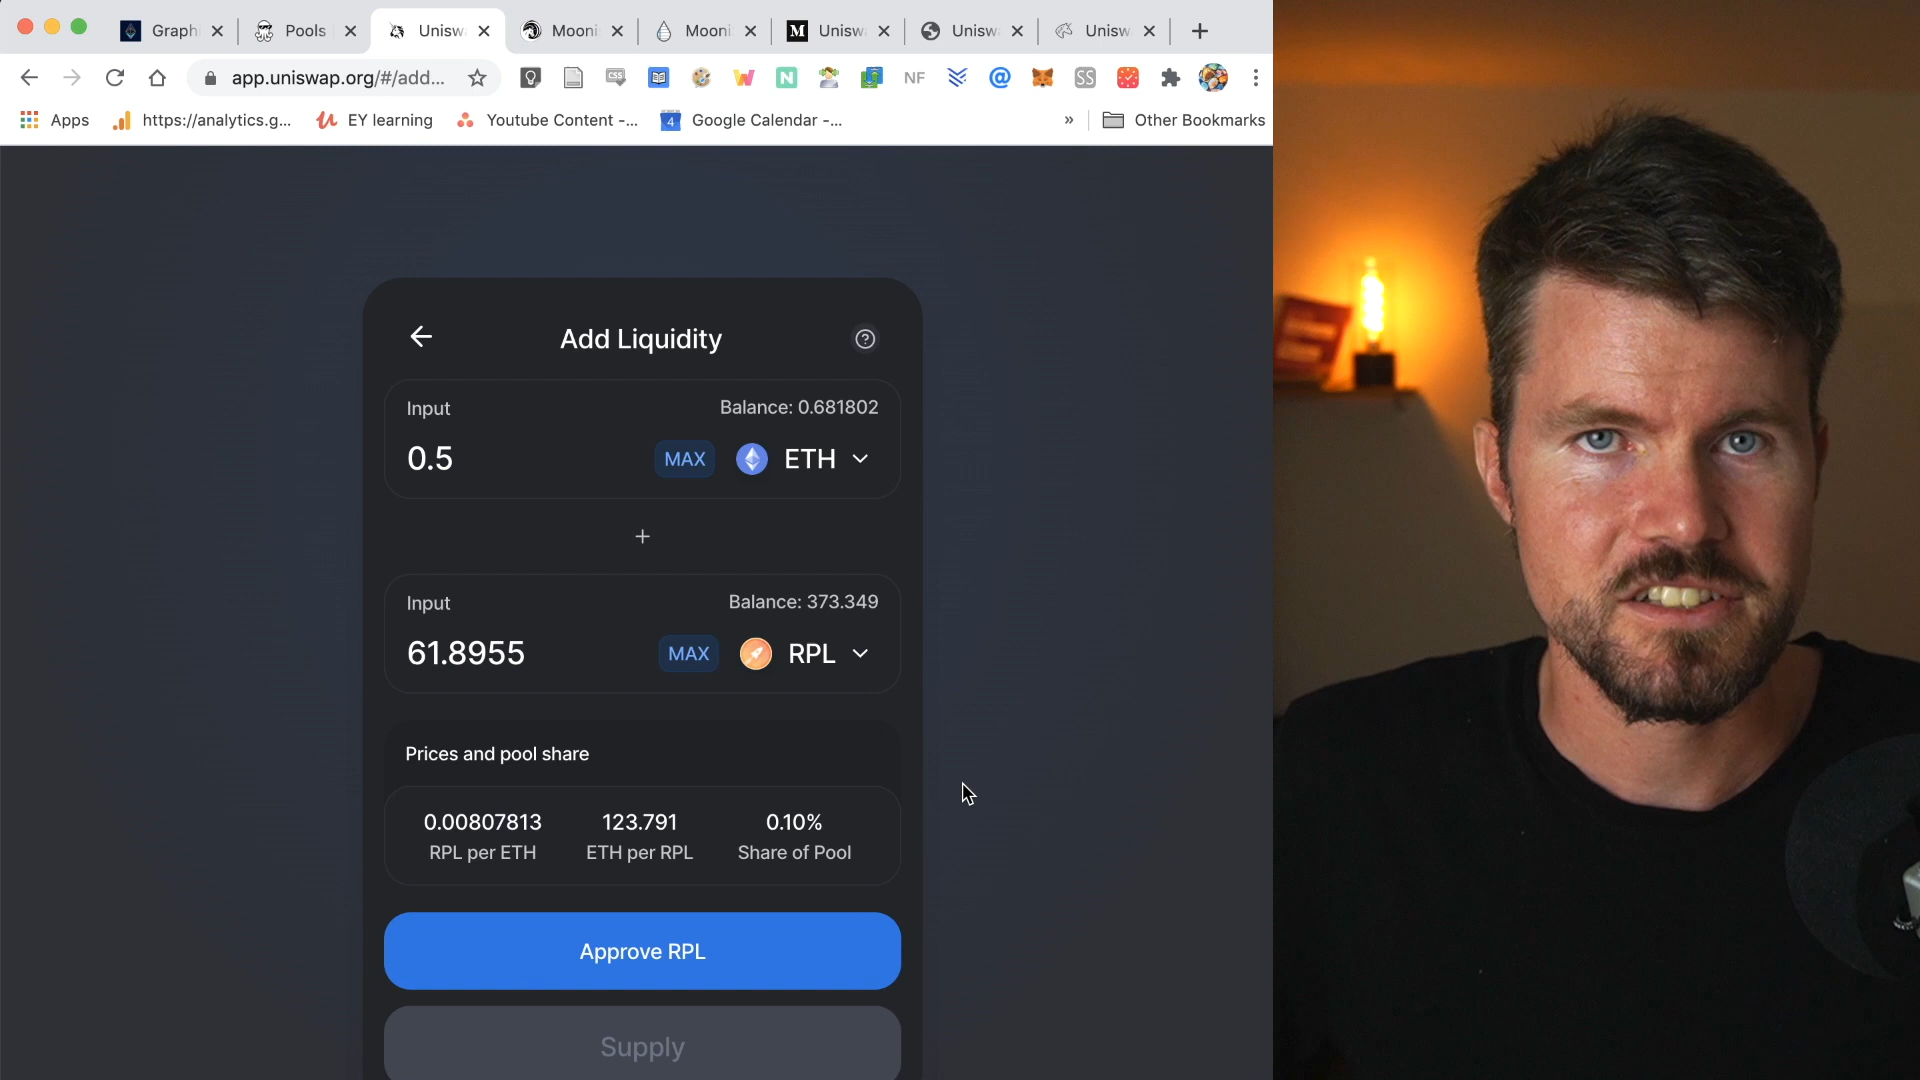 Graph
Pools
Unisw
Mooni
Mooni
M
Unisw
Unisw
Unisw
app.uniswap.org/#/add...
CSS
N
NF
@
SS
Apps
https://analytics.g...
EY learning
Youtube Content -...
4
Google Calendar -...
»
Other Bookmarks
Add Liquidity
?
Input
Balance: 0.681802
0.5
MAX
ETH
+
Input
Balance: 373.349
61.8955
MAX
RPL
Prices and pool share
0.00807813
123.791
0.10%
RPL per ETH
ETH per RPL
Share of Pool
Approve RPL
Supply